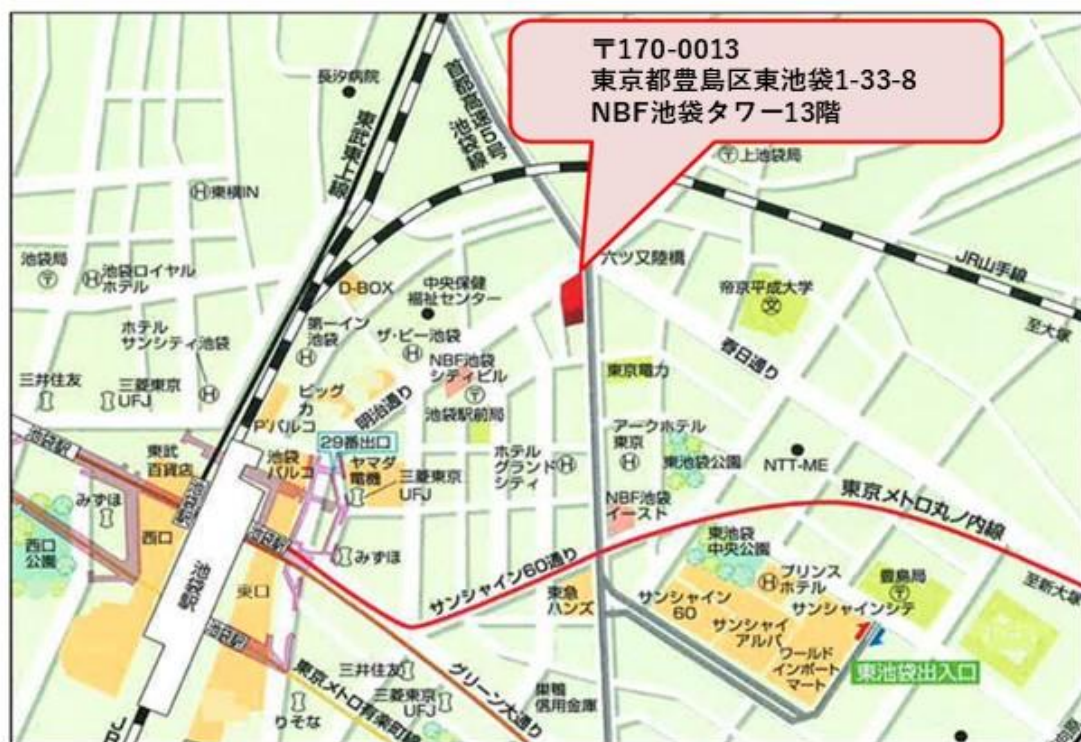 〒170-0013
東京都豊島区東池袋1-33-8
NBF池袋タワー13階
長汐病院
東武東上線
首都高速5号
池袋線
上池袋局
東横IN
池袋局
池袋ロイヤル
ホテル
D-BOX
中央保健
福祉センター
六ツ又陸橋
JR山手線
至大塚
帝京平成大学
ホテル
サンシティ池袋
第一イン
池袋
ザ・ビー池袋
NBF池袋
シティビル
池袋駅前局
東京電力
春日通り
三井住友
三菱東京
UFJ
ビッグ
カ
P'パルコ
明治通り
29番出口
池袋駅
東武
百貨店
池袋
パルコ
ヤマダ
電機
三菱東京
UFJ
ホテル
グランド
シティ
アークホテル
東京
東池袋公園
NTT-ME
みずほ
西口
公園
西口
池袋駅
池袋駅
みずほ
NBF池袋
イースト
東京メトロ丸ノ内線
至新大塚
東口
サンシャイン60通り
東急
ハンズ
東池袋
中央公園
プリンス
ホテル
豊島局
サンシャイン
60
サンシャインシテ
サンシャイ
アルパ
ワールド
インポート
マート
東池袋出入口
池袋駅
三井住友
グリーン大通り
東京メトロ有楽町線
三菱東京
UFJ
りそな
巣鴨
信用金庫